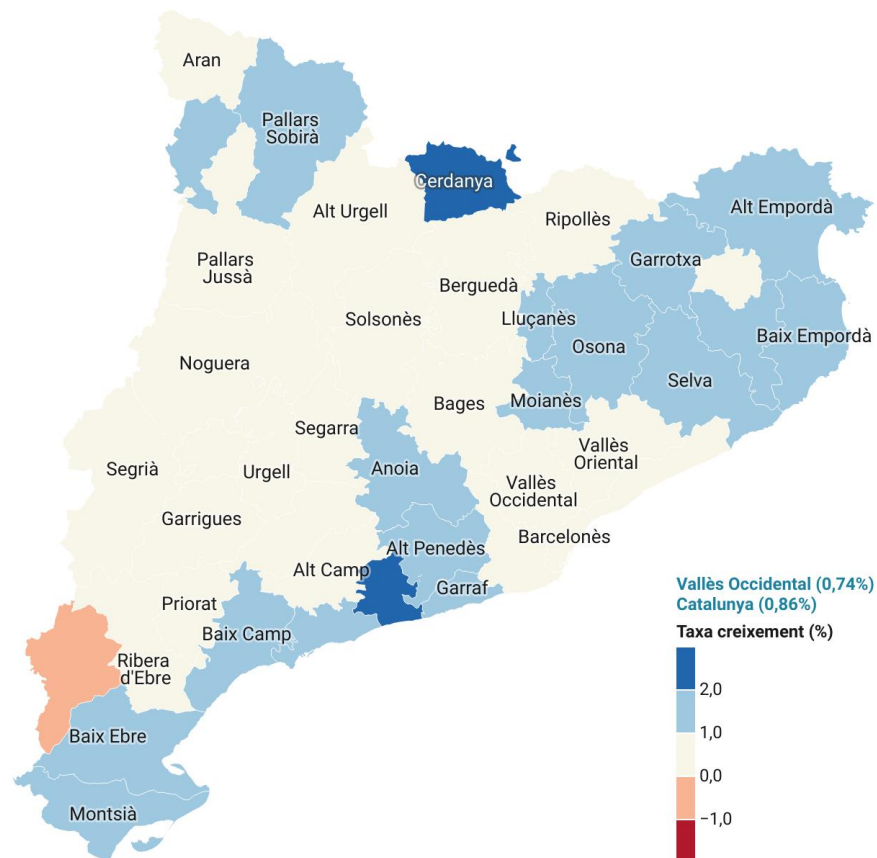 Aran
Pallars
Sobirà
Cerdanya
Alt Urgell
Ripollès
Alt Empordà
Pallars
Jussà
Garrotxa
Berguedà
Solsonès
Lluçanès
Osona
Baix Empordà
Noguera
Selva
Bages
Moianès
Segarra
Vallès
Oriental
Segrià
Urgell
Anoia
Vallès
Occidental
Garrigues
Barcelonès
Alt Penedès
Alt Camp
Garraf
Priorat
Baix Camp
Ribera
d'Ebre
Baix Ebre
Montsià
Vallès Occidental (0,74%)
Catalunya (0,86%)
Taxa creixement (%)
2,0
1,0
0,0
−1,0